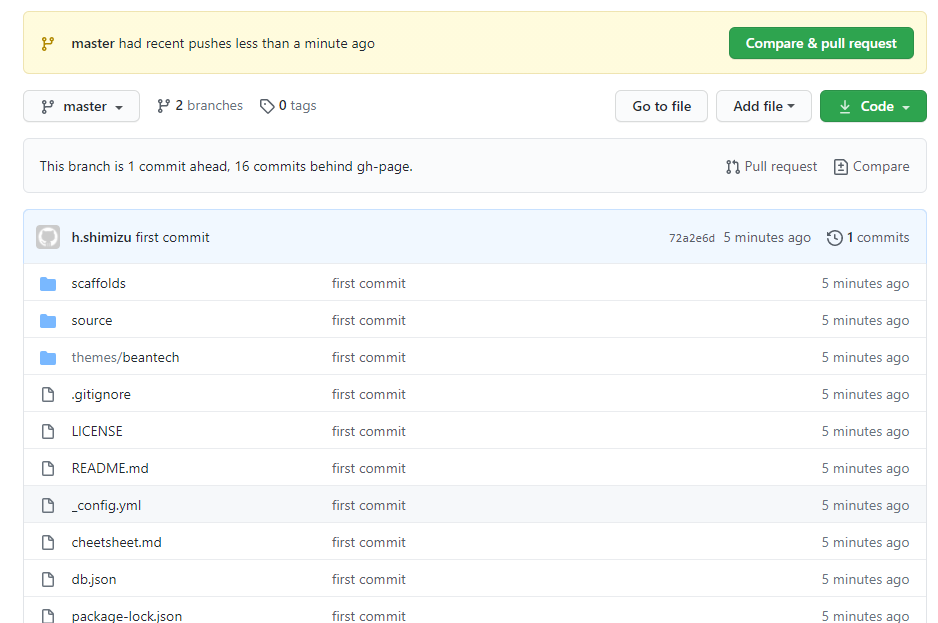 master had recent pushes less than a minute ago Compare & pull request
master 2 branches 0 tags Go to file Add file Code
This branch is 1 commit ahead, 16 commits behind gh-page. Pull request Compare
h.shimizu first commit 72a2e6d 5 minutes ago 1 commits
scaffolds first commit 5 minutes ago
source first commit 5 minutes ago
themes/beantech first commit 5 minutes ago
.gitignore first commit 5 minutes ago
LICENSE first commit 5 minutes ago
README.md first commit 5 minutes ago
_config.yml first commit 5 minutes ago
cheetsheet.md first commit 5 minutes ago
db.json first commit 5 minutes ago
package-lock.json first commit 5 minutes ago